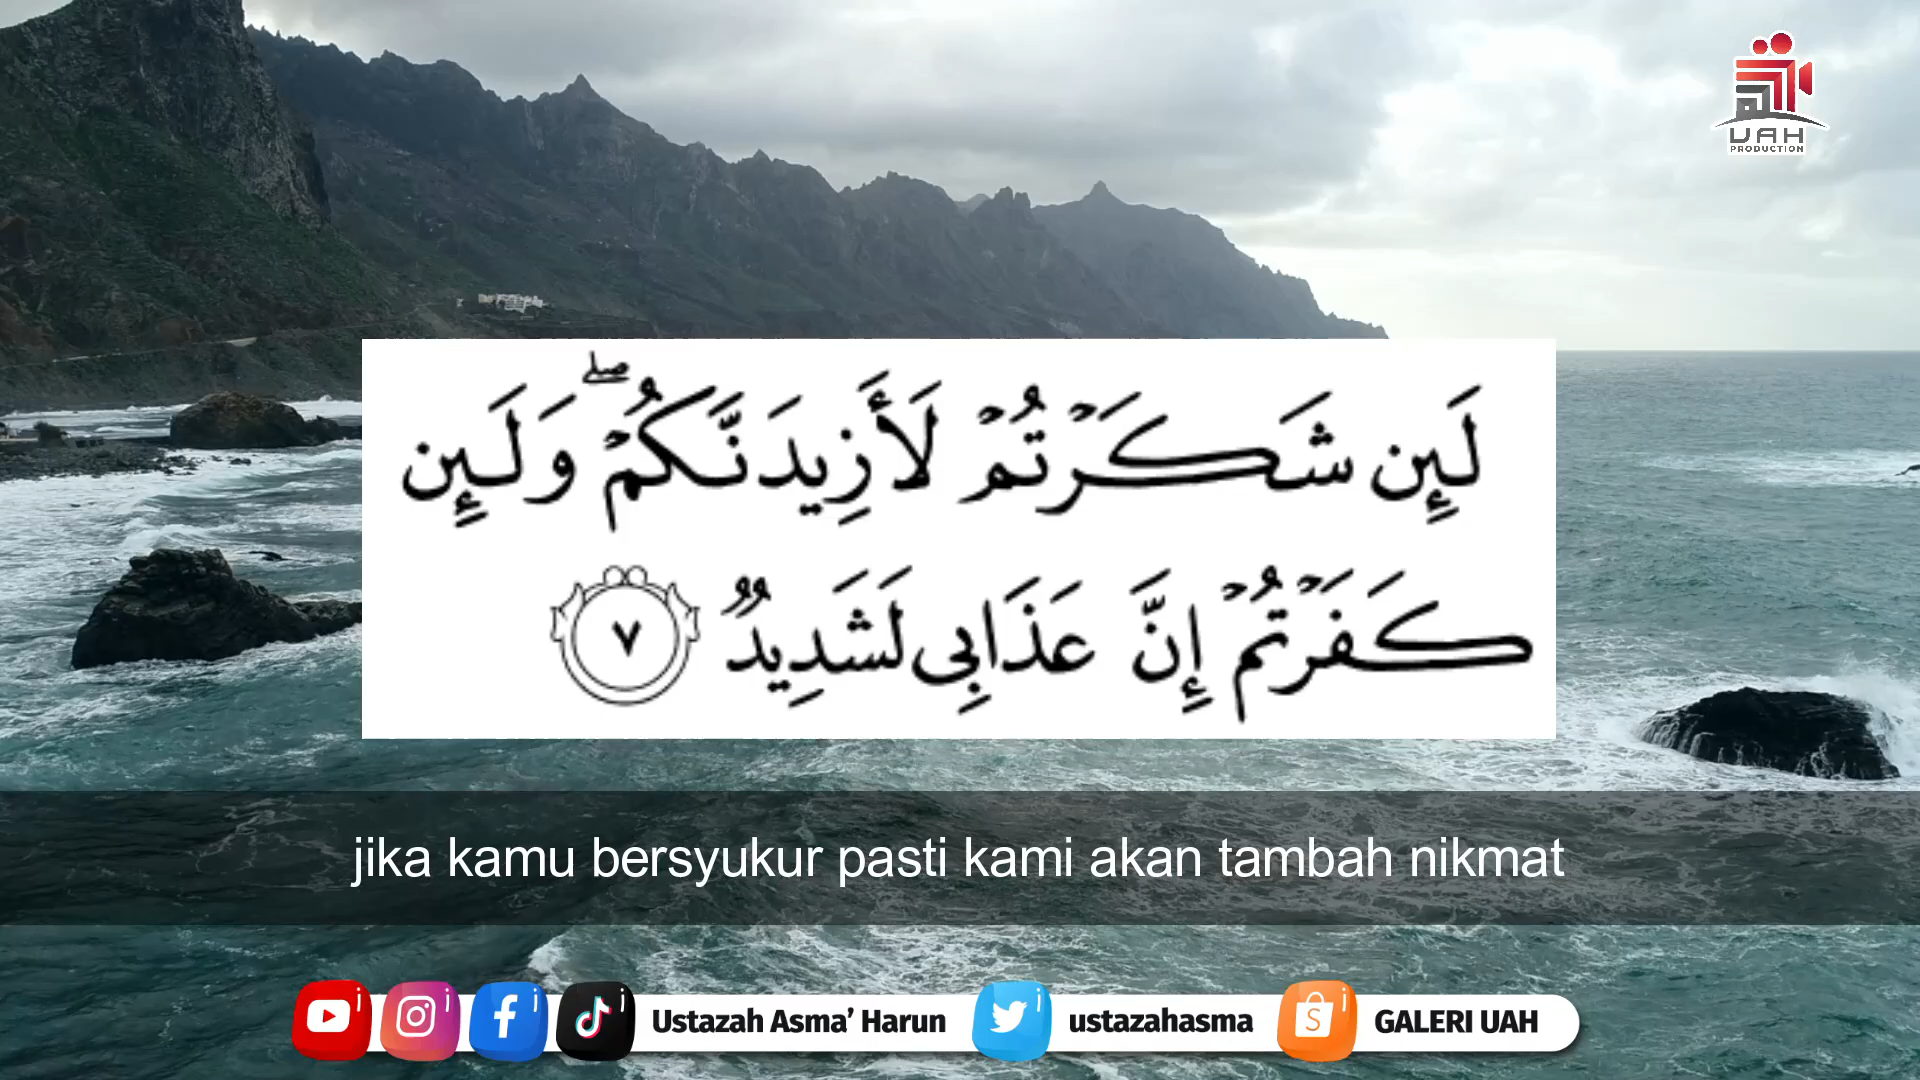 UAH
PRODUCTION
لَئِن شَكَرْتُمْ لَأَزِيدَنَّكُمْ ۖ وَلَئِن
كَفَرْتُمْ إِنَّ عَذَابِى لَشَدِيدٌ ٧
jika kamu bersyukur pasti kami akan tambah nikmat
Ustazah Asma’ Harun ustazahasma GALERI UAH